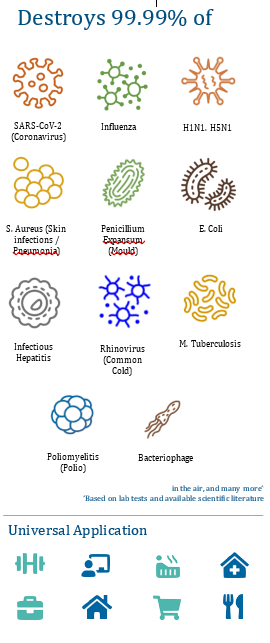 Destroys 99.99% of
SARS-CoV-2
(Coronavirus)
Influenza
H1N1. H5N1
S. Aureus (Skin
infections /
Pneumonia)
Penicillium
Expansum
(Mould)
E. Coli
Infectious
Hepatitis
Rhinovirus
(Common
Cold)
M. Tuberculosis
Poliomyelitis
(Polio)
Bacteriophage
in the air, and many more*
*Based on lab tests and available scientific literature
Universal Application